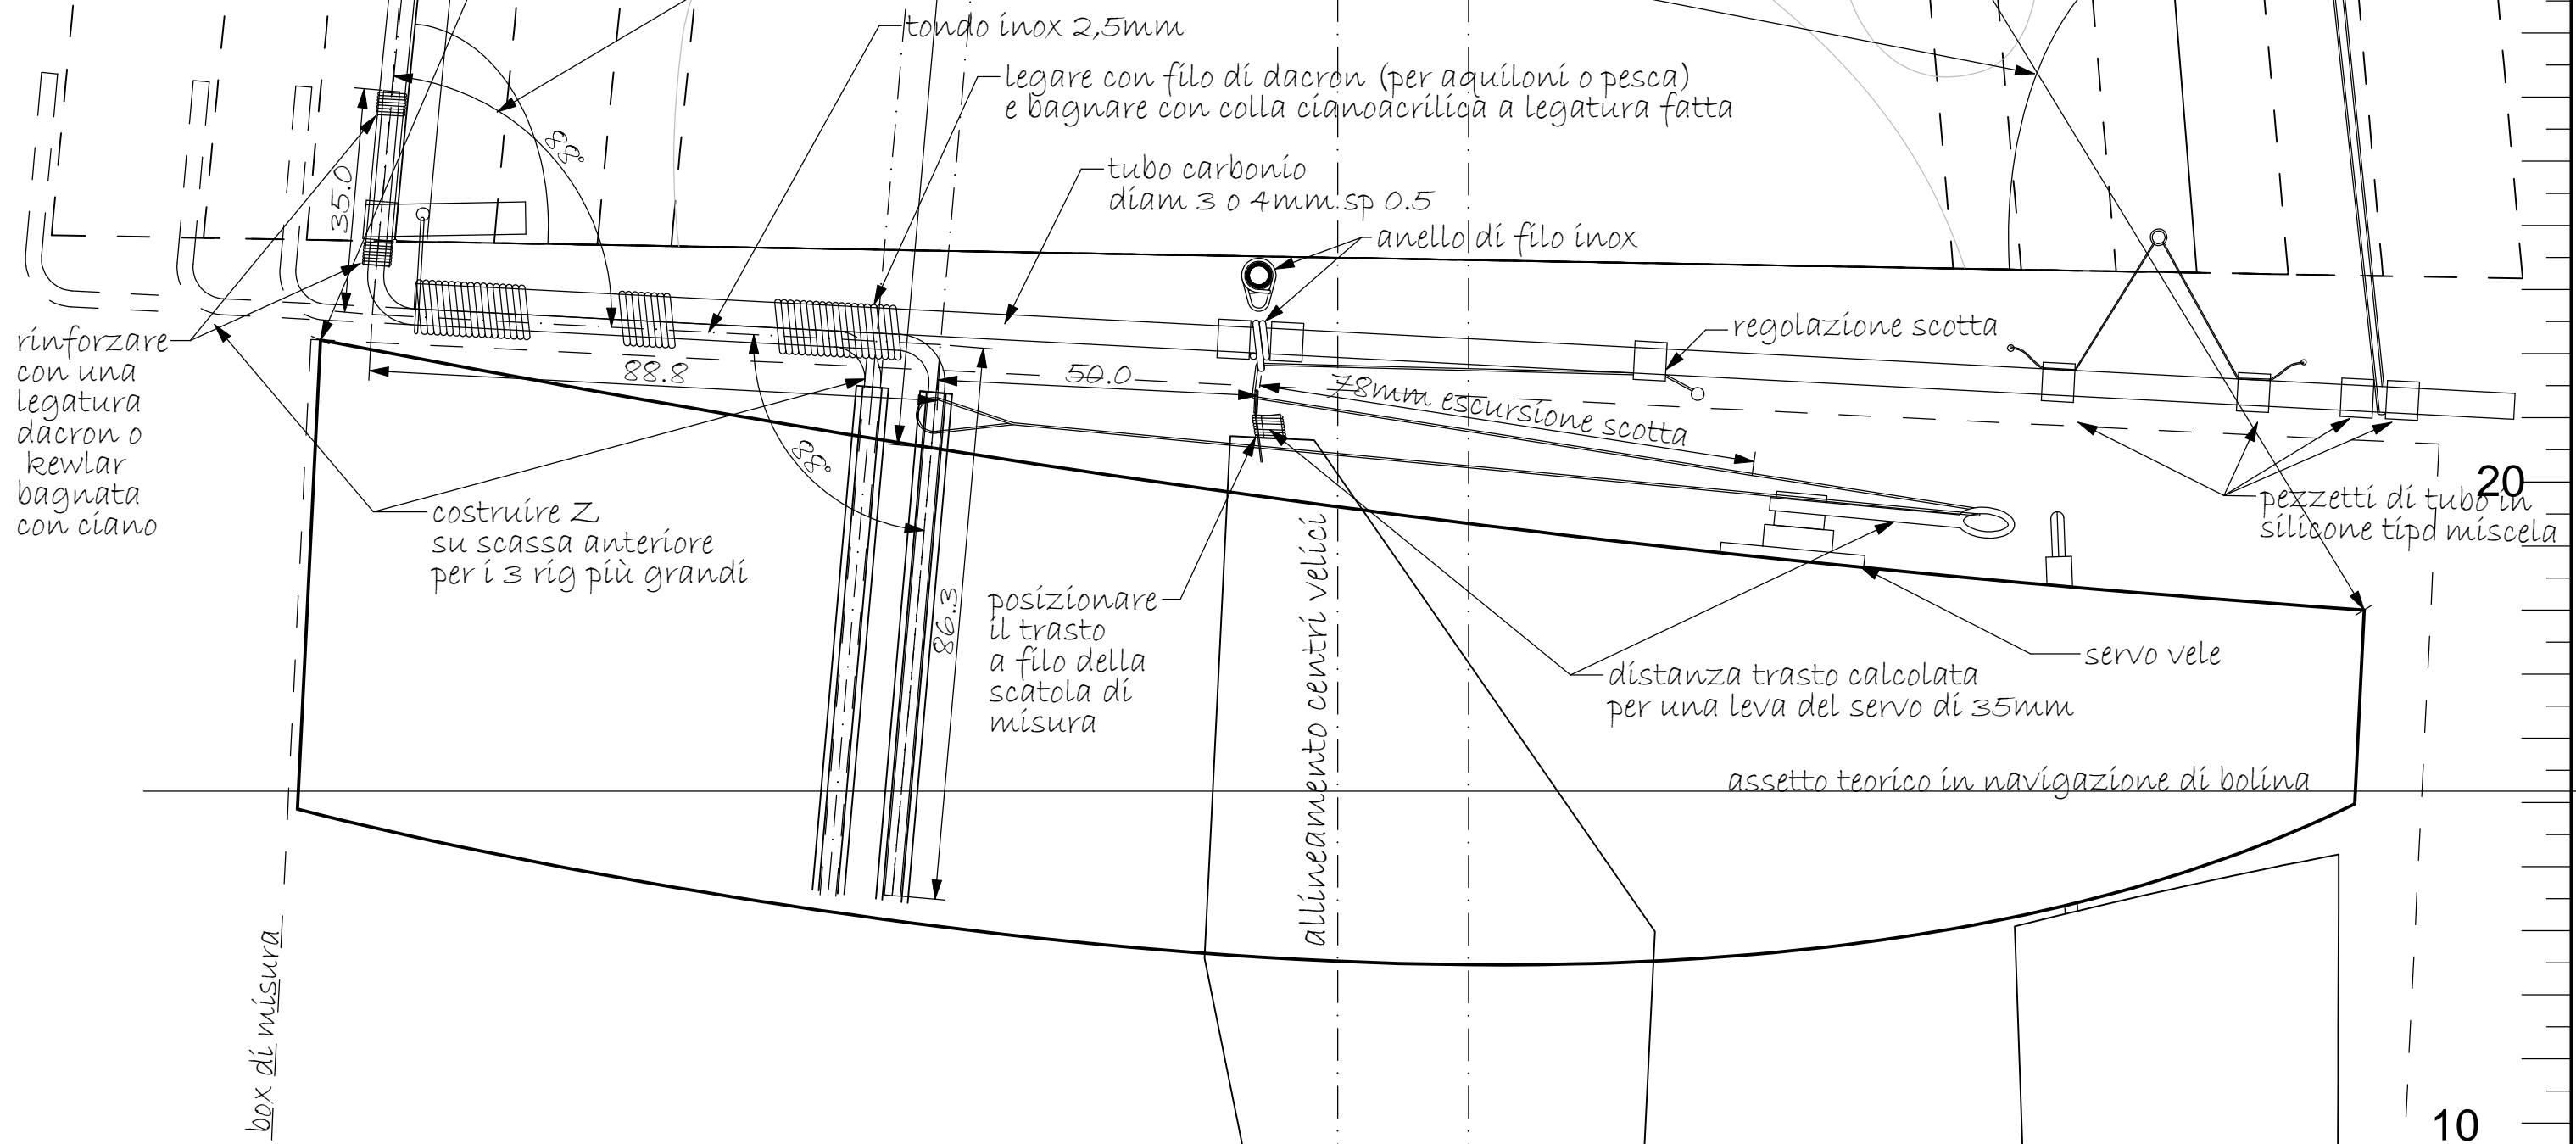 tondo inox 2,5mm
legare con filo di dacron (per aquiloni o pesca)
e bagnare con colla cianoacrilica a legatura fatta
88°
35.0
tubo carbonio
diam 3 o 4mm sp 0.5
anello di filo inox
regolazione scotta
rinforzare
con una
legatura
dacron o
kewlar
bagnata
con ciano
88.8
50.0
78mm escursione scotta
88°
20
pezzetti di tubo in
silicone tipo miscela
costruire Z
su scassa anteriore
per i 3 rig più grandi
86.3
posizionare
il trasto
a filo della
scatola di
misura
allineamento centri velici
servo vele
distanza trasto calcolata
per una leva del servo di 35mm
assetto teorico in navigazione di bolina
box di misura
10